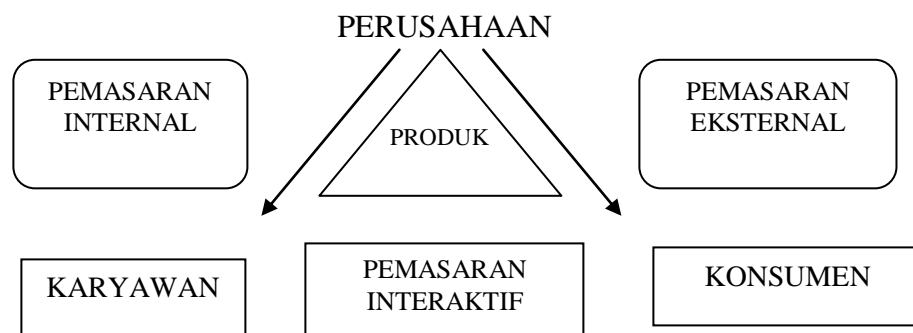 PERUSAHAAN
PEMASARAN
INTERNAL
PRODUK
PEMASARAN
EKSTERNAL
KARYAWAN
PEMASARAN
INTERAKTIF
KONSUMEN